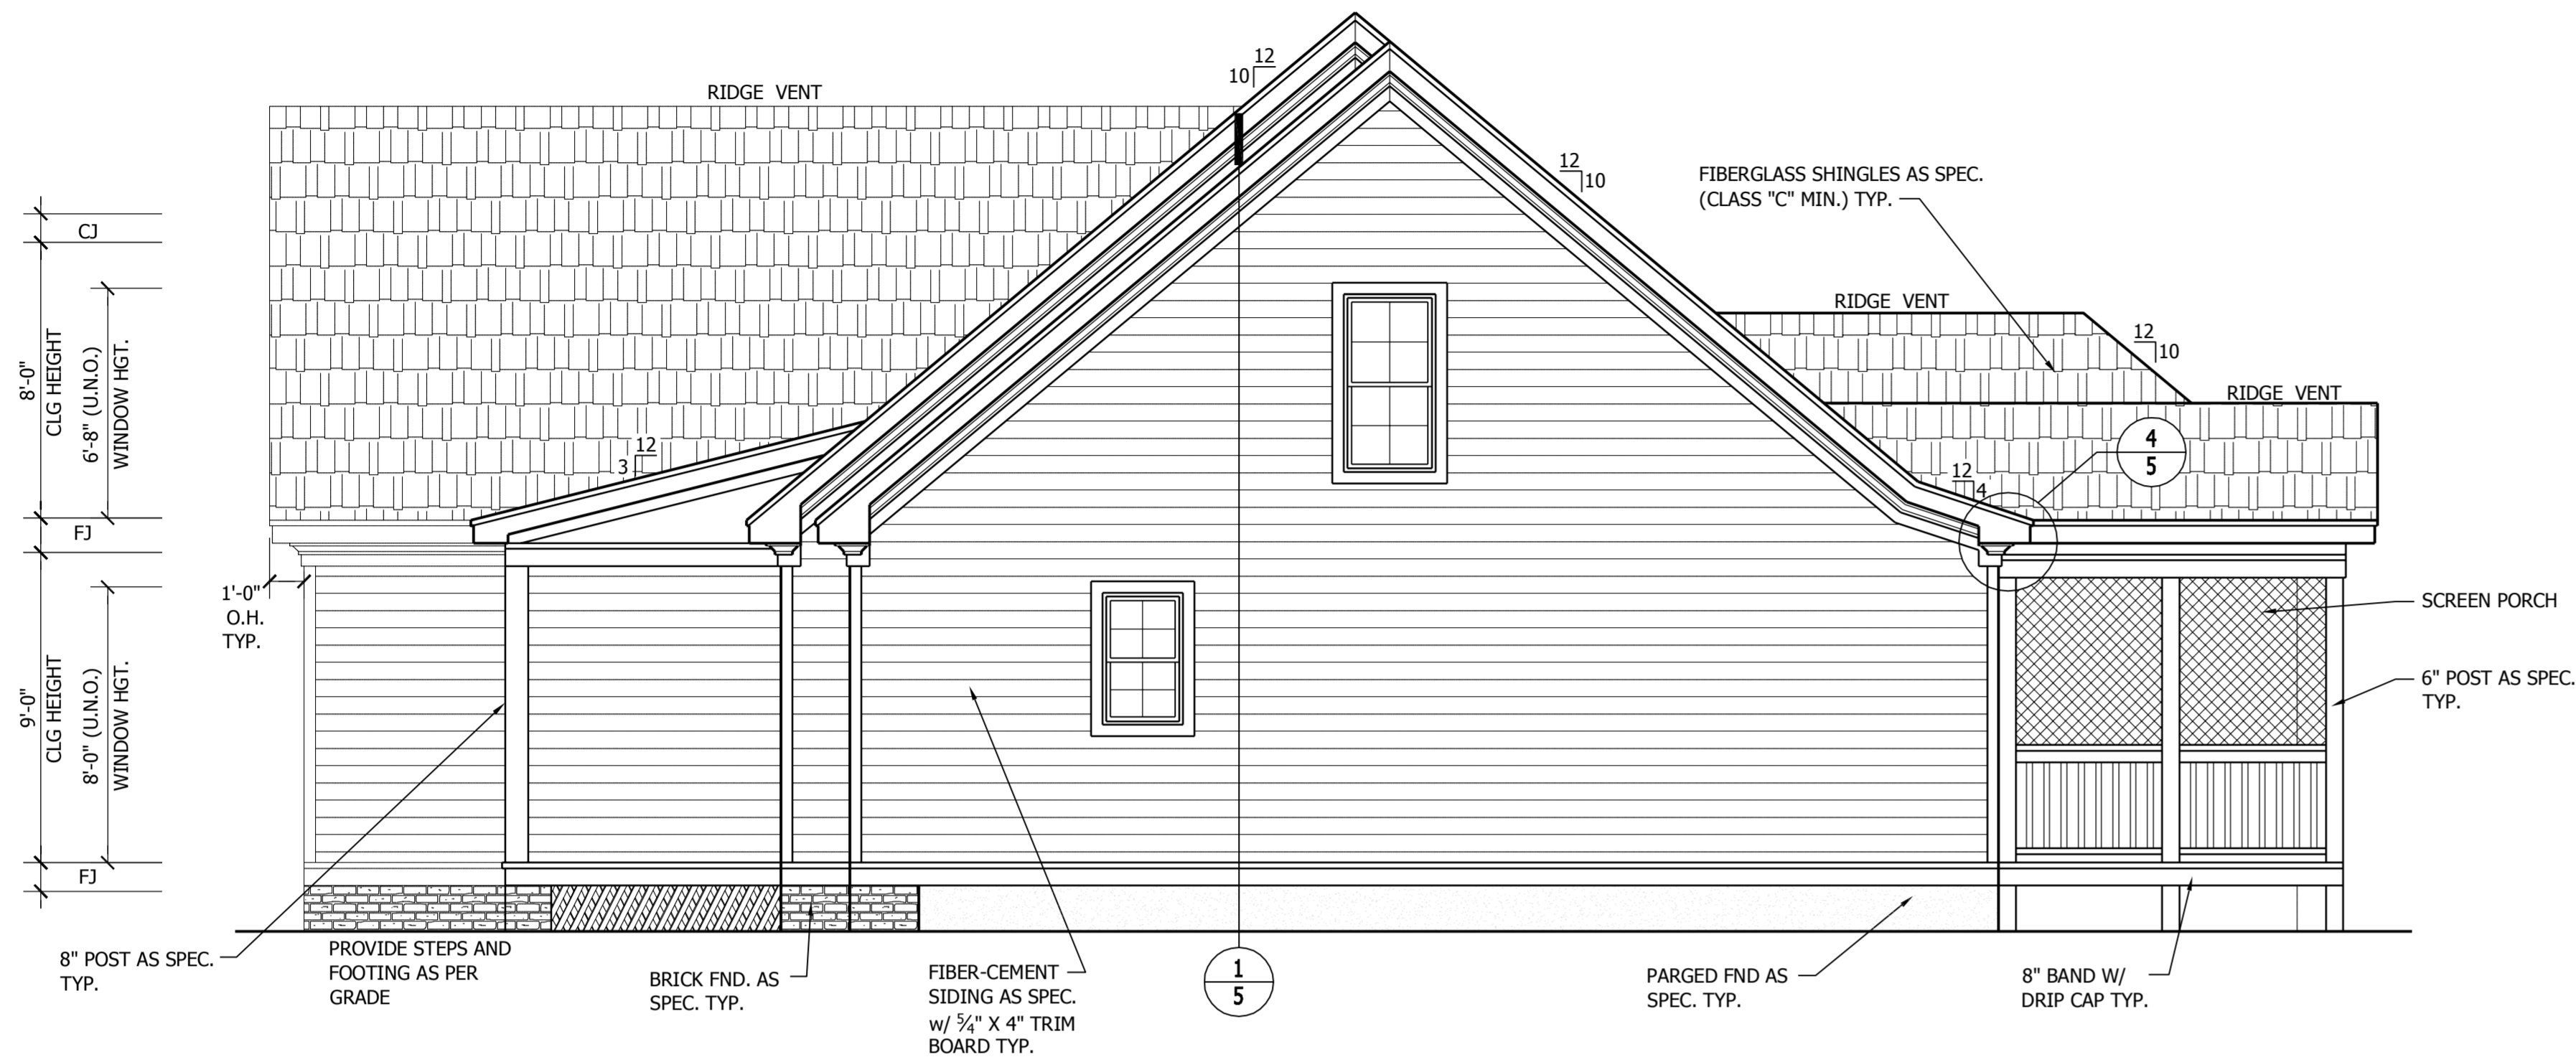 12
10
RIDGE VENT
12
10
FIBERGLASS SHINGLES AS SPEC.
(CLASS "C" MIN.) TYP.
CJ
8'-0"
CLG HEIGHT
6'-8" (U.N.O.)
WINDOW HGT.
RIDGE VENT
12
10
RIDGE VENT
12
3
4
5
12
4
FJ
1'-0"
O.H.
TYP.
SCREEN PORCH
9'-0"
CLG HEIGHT
8'-0" (U.N.O.)
WINDOW HGT.
6" POST AS SPEC.
TYP.
FJ
8" POST AS SPEC.
TYP.
PROVIDE STEPS AND
FOOTING AS PER
GRADE
BRICK FND. AS
SPEC. TYP.
FIBER-CEMENT
SIDING AS SPEC.
w/ ⁵⁄₄" X 4" TRIM
BOARD TYP.
1
5
PARGED FND AS
SPEC. TYP.
8" BAND W/
DRIP CAP TYP.